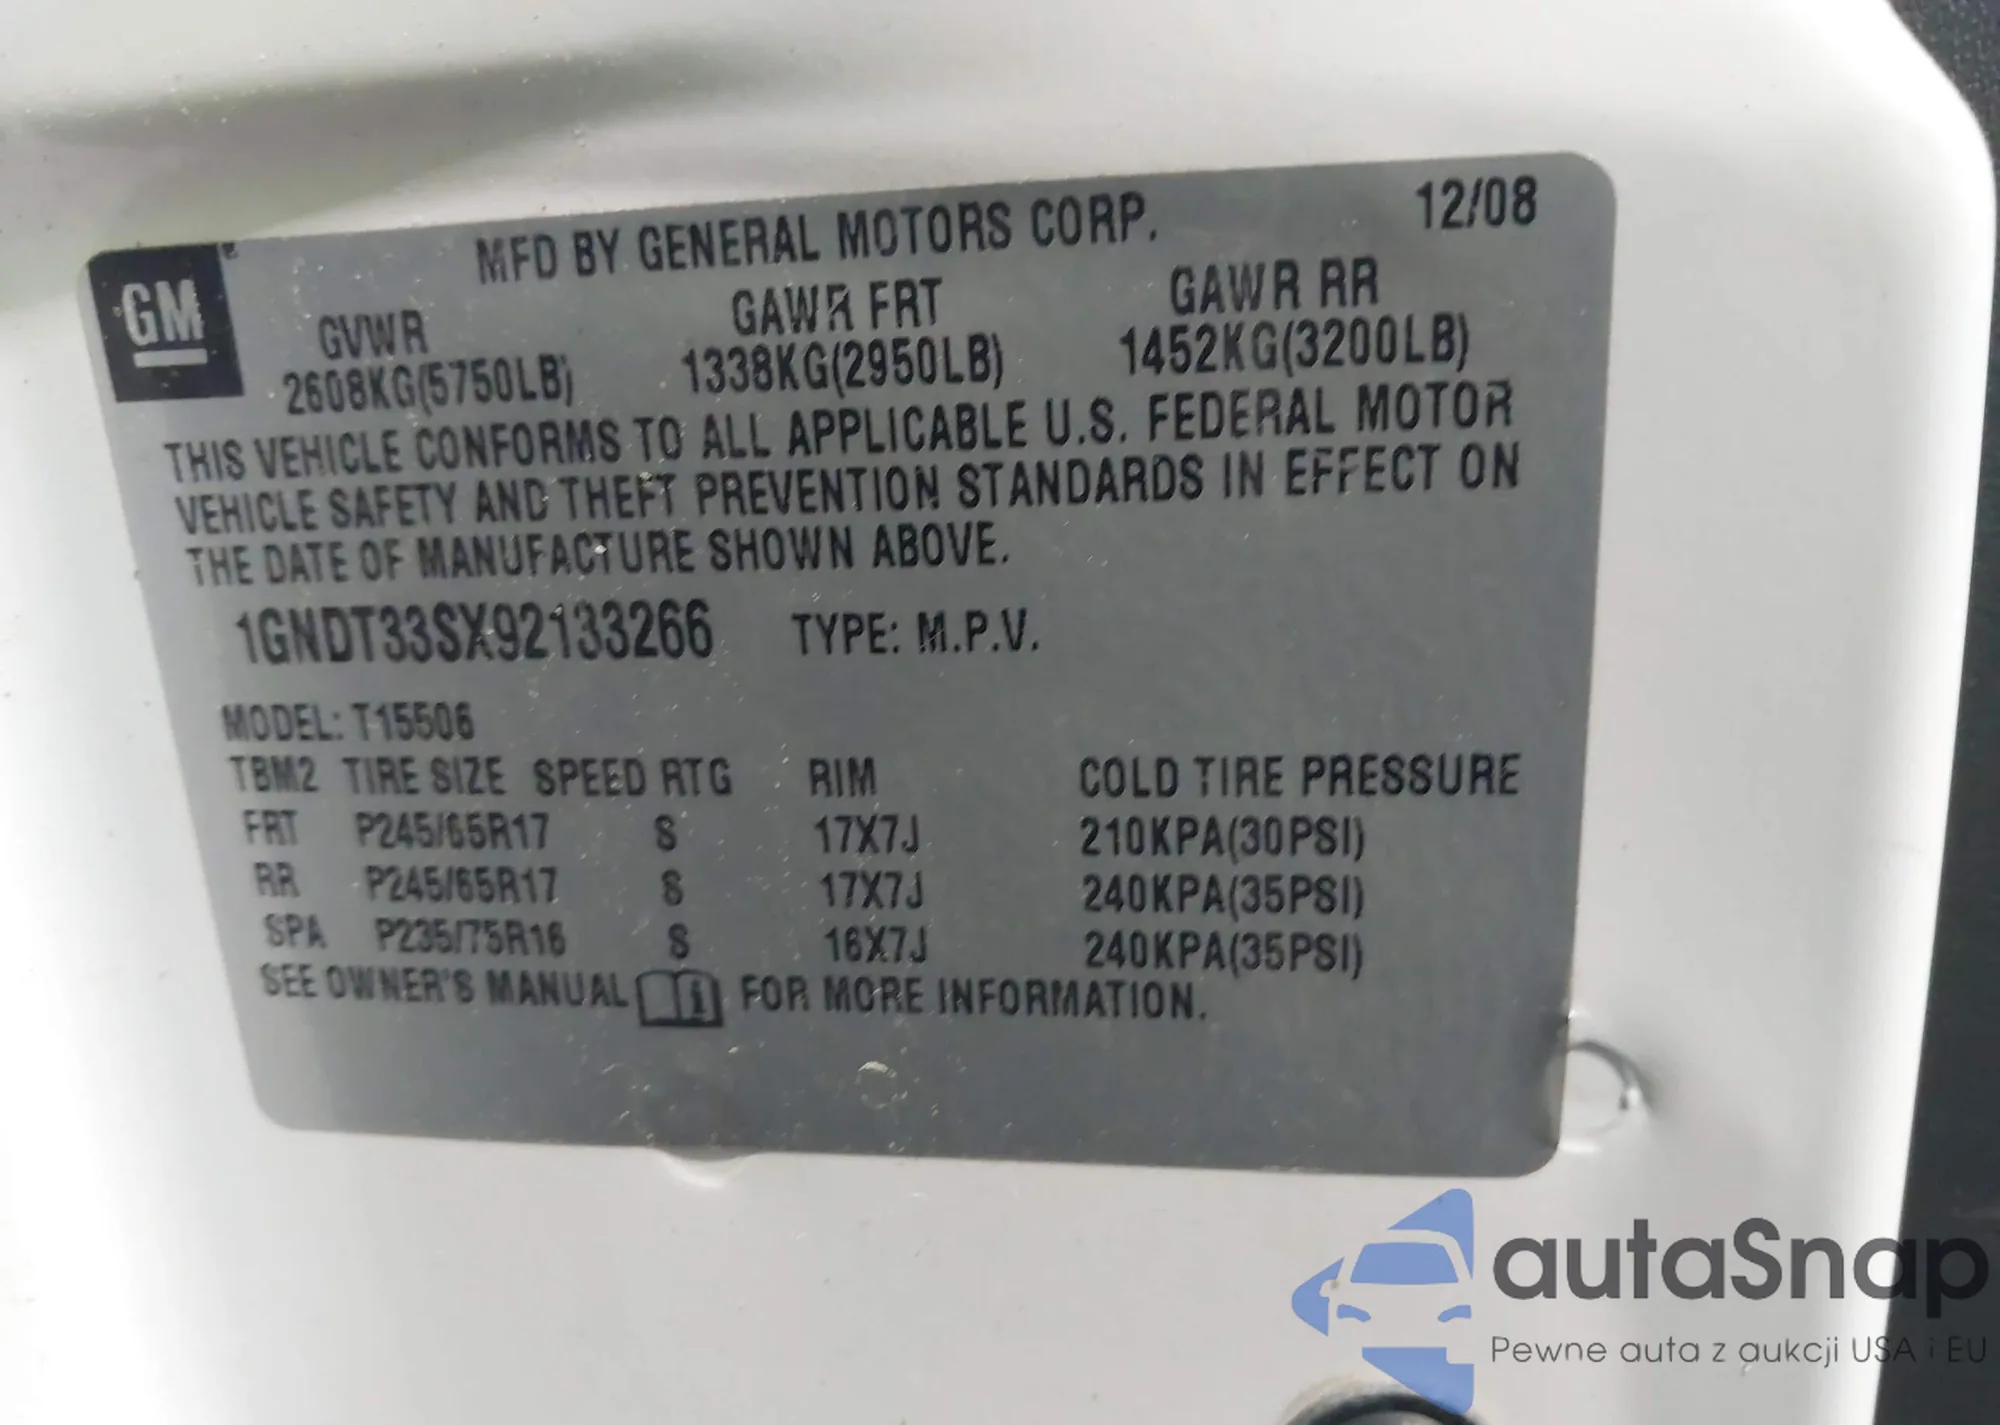 MFD BY GENERAL MOTORS CORP. 12/08
GM
GVWR GAWR FRT GAWR RR
2608KG(5750LB) 1338KG(2950LB) 1452KG(3200LB)
THIS VEHICLE CONFORMS TO ALL APPLICABLE U.S. FEDERAL MOTOR
VEHICLE SAFETY AND THEFT PREVENTION STANDARDS IN EFFECT ON
THE DATE OF MANUFACTURE SHOWN ABOVE.
1GNDT33SX92133266 TYPE: M.P.V.
MODEL: T15506
TBM2 TIRE SIZE SPEED RTG RIM COLD TIRE PRESSURE
FRT P245/65R17 S 17X7J 210KPA(30PSI)
RR P245/65R17 S 17X7J 240KPA(35PSI)
SPA P235/75R16 S 16X7J 240KPA(35PSI)
SEE OWNER'S MANUAL FOR MORE INFORMATION.
autaSnap
Pewne auta z aukcji USA i EU